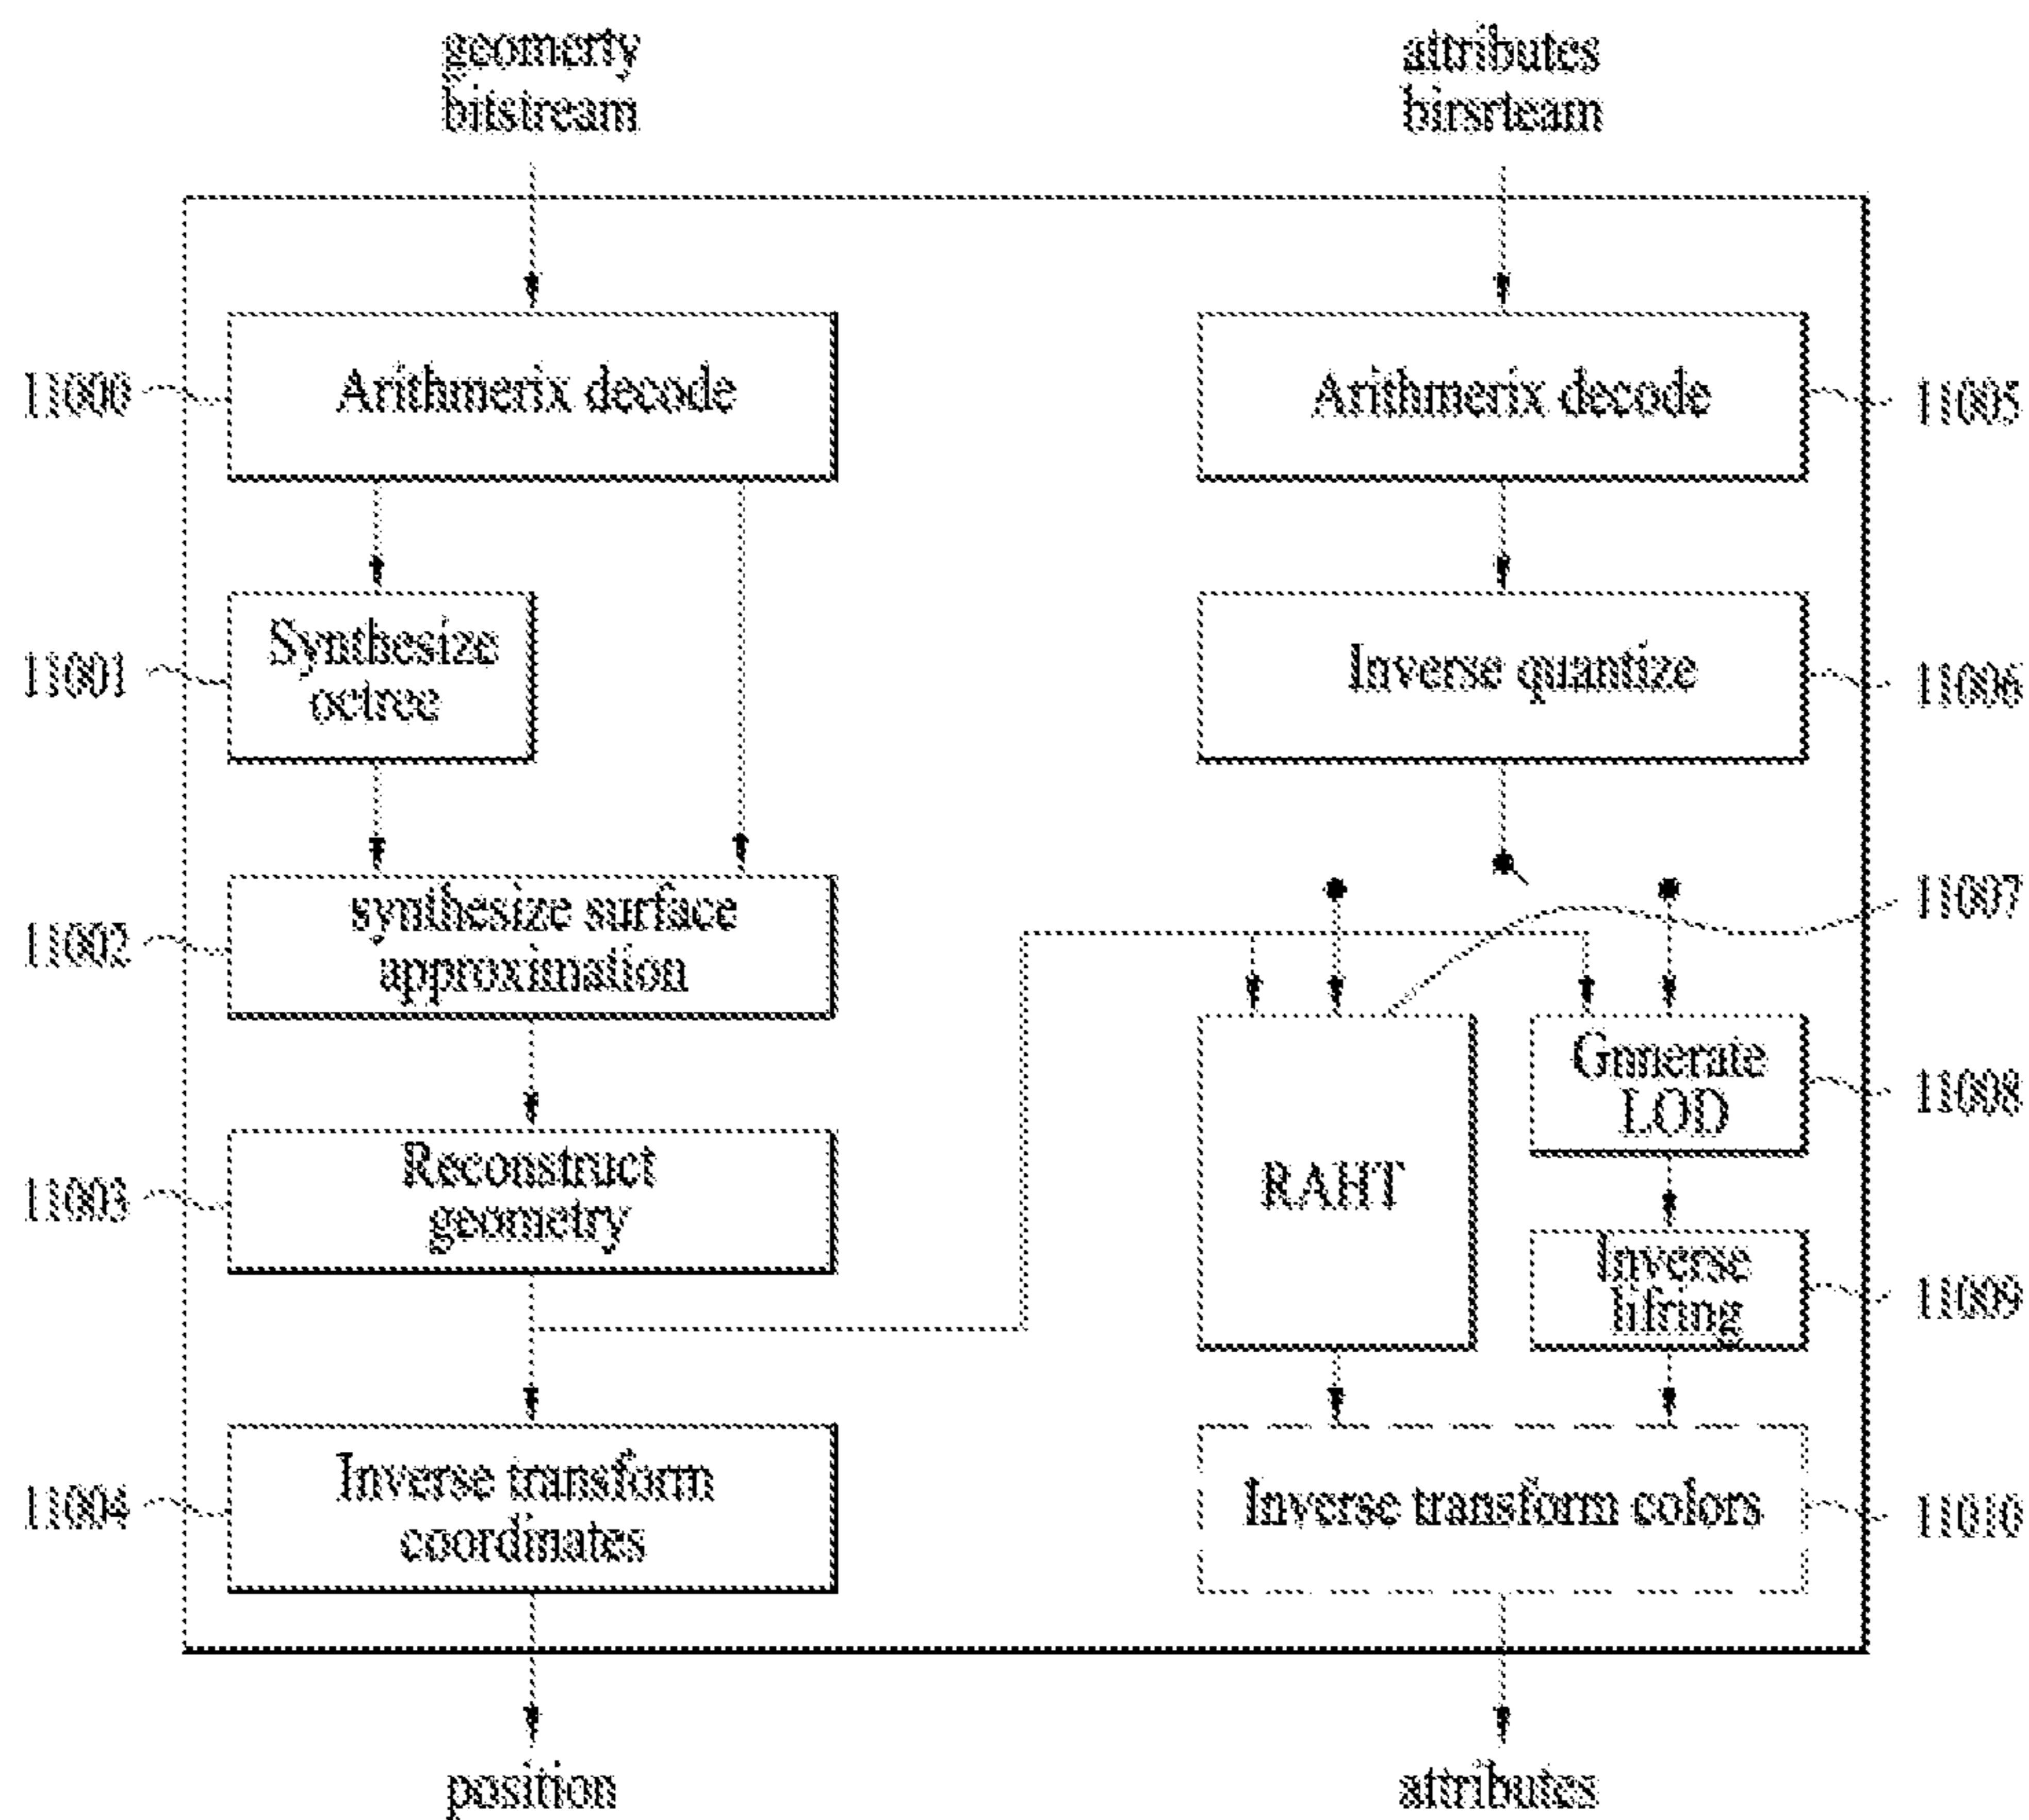 geomerty
bitstream
attributes
birsrteam
11000
Arithmerix decode
Arithmerix decode
11005
11001
Synthesize
octree
Inverse quantize
11006
11002
synthesize surface
approximation
11007
Gnnerate
LOD
11008
11003
Reconstruct
geometry
RAHT
Inverse
lifring
11009
11004
Inverse transform
coordinates
Inverse transform colors
11010
position
attributes